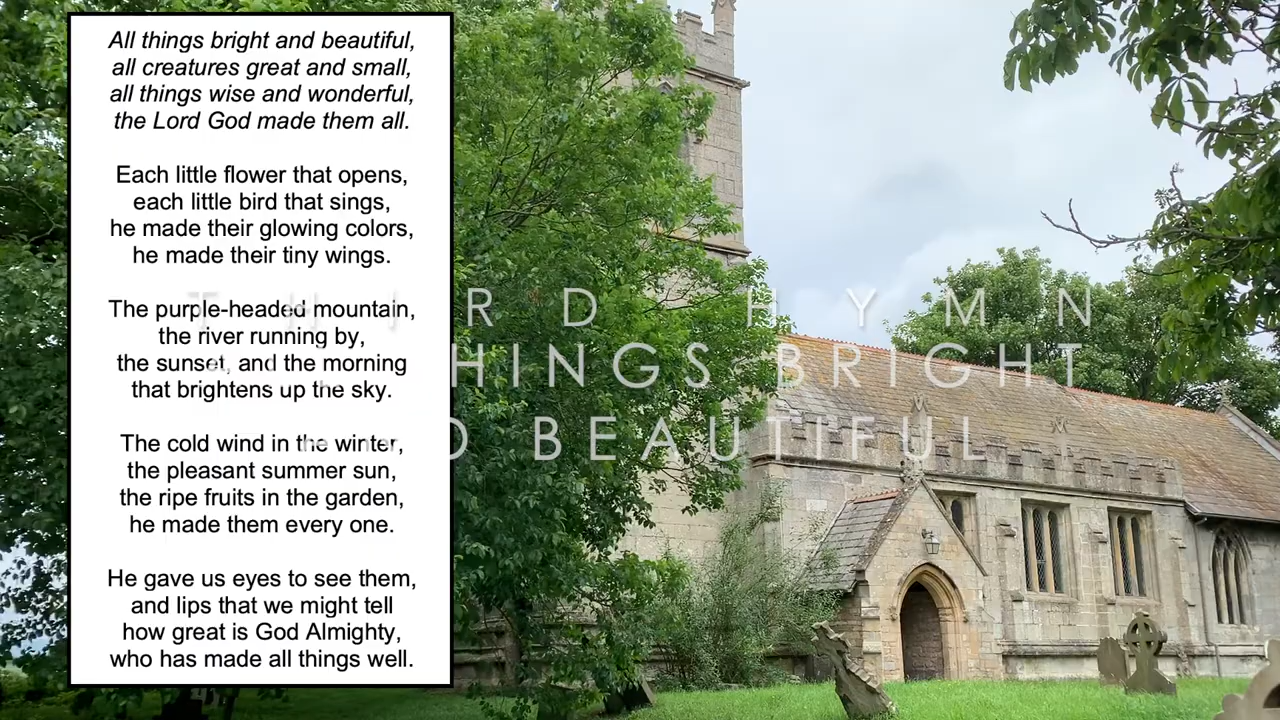 All things bright and beautiful,
all creatures great and small,
all things wise and wonderful,
the Lord God made them all.
Each little flower that opens,
each little bird that sings,
he made their glowing colors,
he made their tiny wings.
The purple-headed mountain,
the river running by,
the sunset, and the morning
that brightens up the sky.
The cold wind in the winter,
the pleasant summer sun,
the ripe fruits in the garden,
he made them every one.
He gave us eyes to see them,
and lips that we might tell
how great is God Almighty,
who has made all things well.
THIRD HYMN
THINGS BRIGHT
BEAUTIFUL